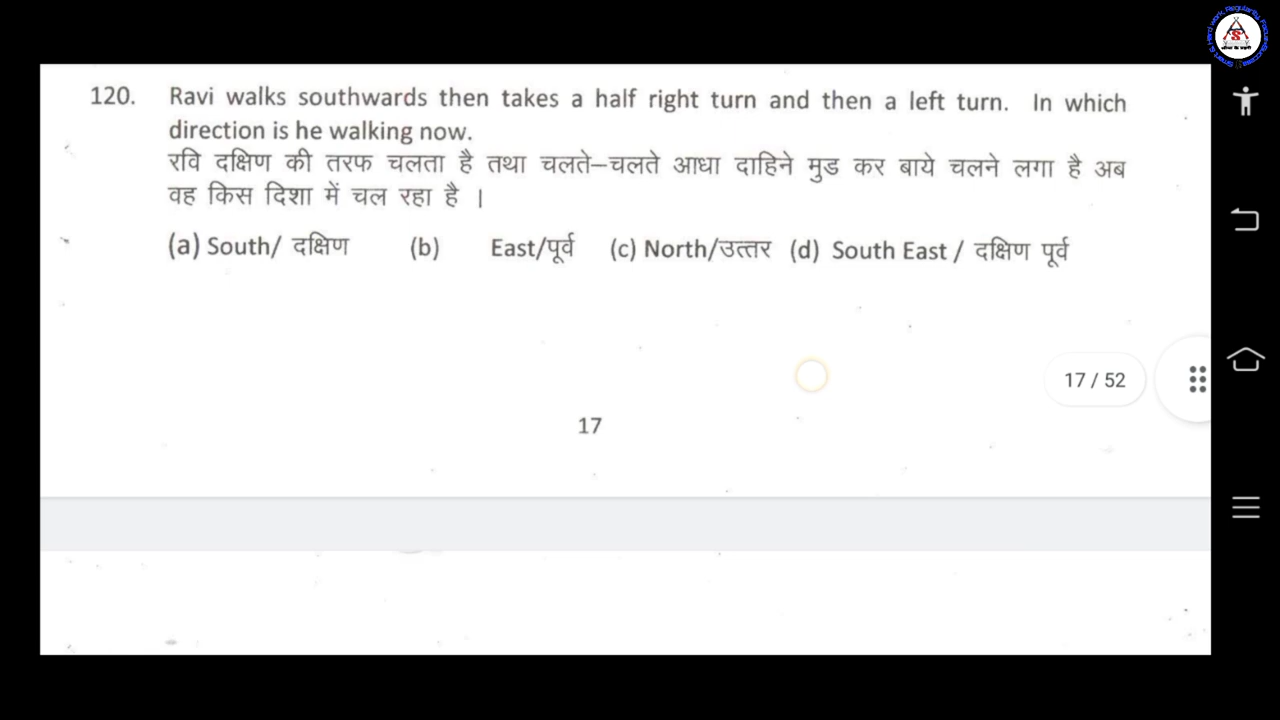 120. Ravi walks southwards then takes a half right turn and then a left turn. In which
direction is he walking now.
रवि दक्षिण की तरफ चलता है तथा चलते–चलते आधा दाहिने मुड कर बाये चलने लगा है अब
वह किस दिशा में चल रहा है ।
(a) South/ दक्षिण (b) East/पूर्व (c) North/उत्तर (d) South East / दक्षिण पूर्व
17 / 52
17